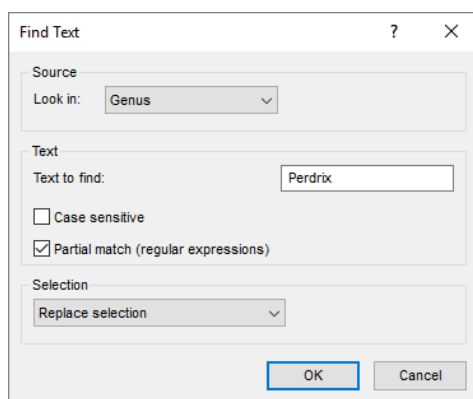 Find Text
?
Source
Look in:
Genus
Text
Text to find:
Perdrix
Case sensitive
Partial match (regular expressions)
Selection
Replace selection
OK
Cancel